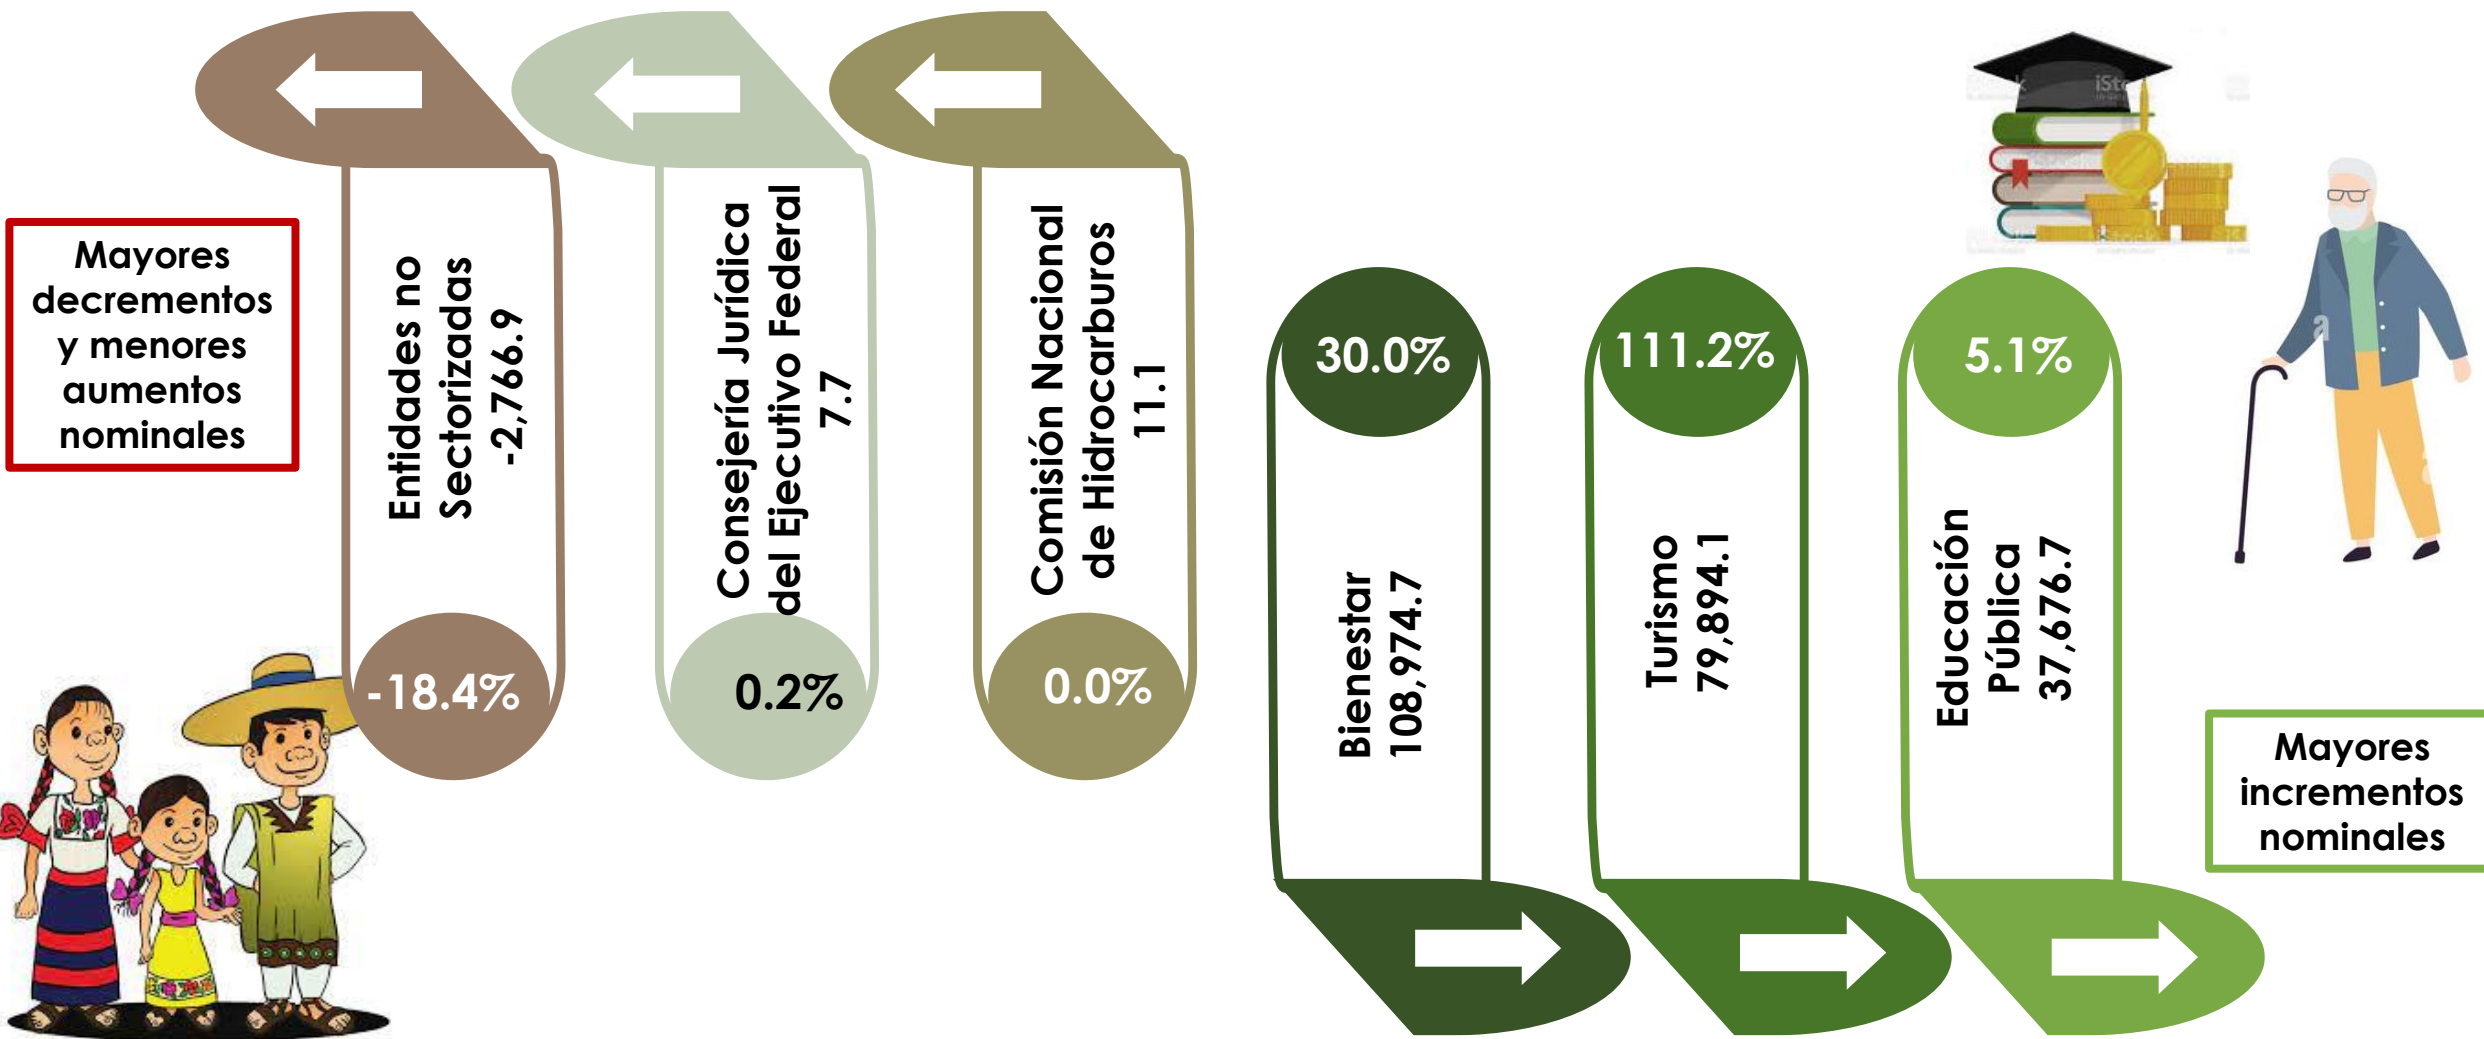 Mayores
decrementos
y menores
aumentos
nominales
Entidades no
Sectorizadas
-2,766.9
-18.4%
Consejería Jurídica
del Ejecutivo Federal
7.7
0.2%
Comisión Nacional
de Hidrocarburos
11.1
0.0%
30.0%
Bienestar
108,974.7
111.2%
Turismo
79,894.1
5.1%
Educación
Pública
37,676.7
Mayores
incrementos
nominales